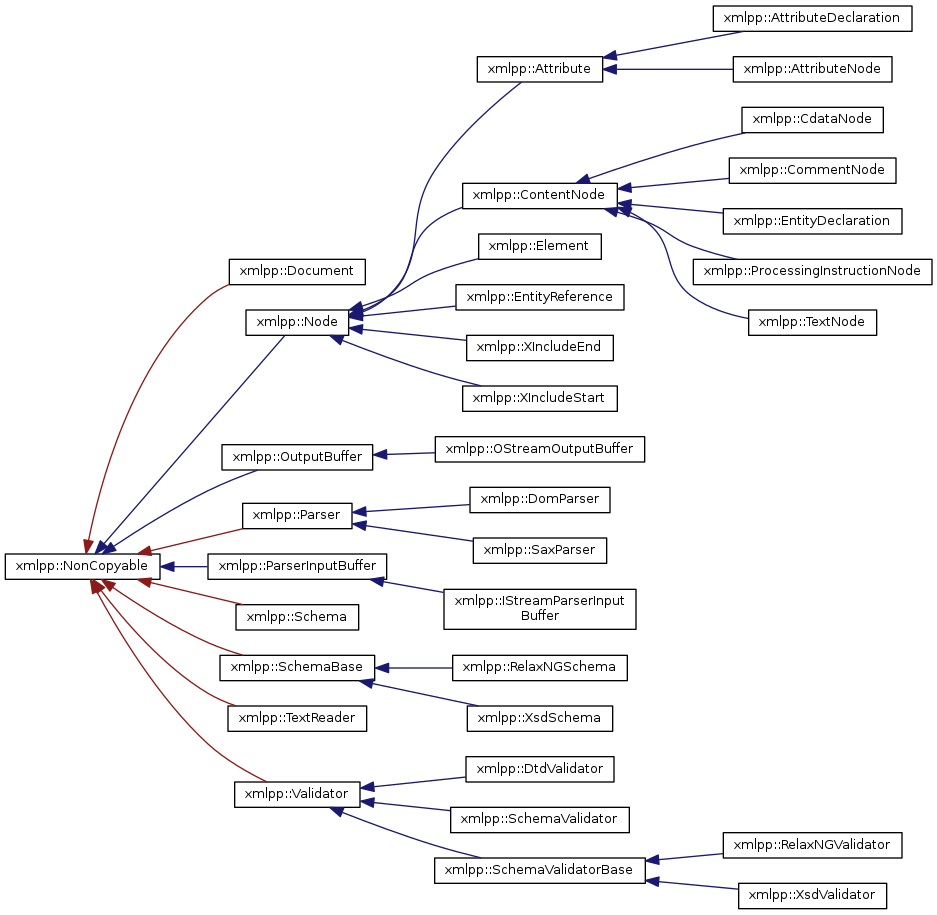 xmlpp::AttributeDeclaration
xmlpp::Attribute
xmlpp::AttributeNode
xmlpp::CdataNode
xmlpp::CommentNode
xmlpp::ContentNode
xmlpp::EntityDeclaration
xmlpp::Element
xmlpp::ProcessingInstructionNode
xmlpp::Document
xmlpp::EntityReference
xmlpp::Node
xmlpp::TextNode
xmlpp::XIncludeEnd
xmlpp::XIncludeStart
xmlpp::OutputBuffer
xmlpp::OStreamOutputBuffer
xmlpp::DomParser
xmlpp::Parser
xmlpp::SaxParser
xmlpp::NonCopyable
xmlpp::ParserInputBuffer
xmlpp::IStreamParserInput
Buffer
xmlpp::Schema
xmlpp::SchemaBase
xmlpp::RelaxNGSchema
xmlpp::TextReader
xmlpp::XsdSchema
xmlpp::DtdValidator
xmlpp::Validator
xmlpp::SchemaValidator
xmlpp::RelaxNGValidator
xmlpp::SchemaValidatorBase
xmlpp::XsdValidator